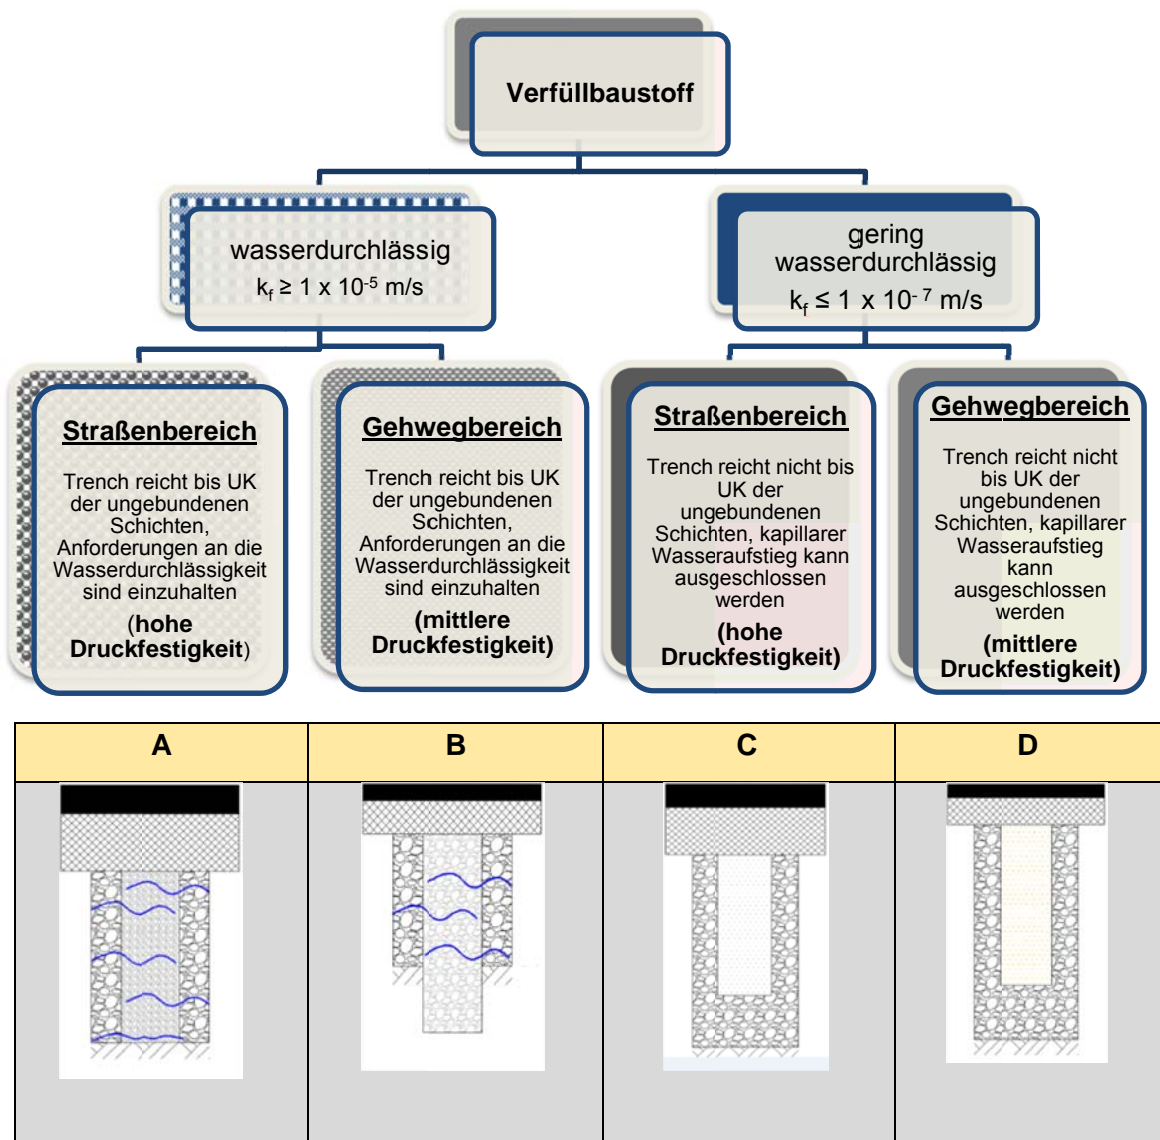 Verfüllbaustoff
wasserdurchlässig
k_f ≥ 1 x 10⁻⁵ m/s
gering
wasserdurchlässig
k_f ≤ 1 x 10⁻ ⁷ m/s
Straßenbereich
Trench reicht bis UK
der ungebundenen
Schichten,
Anforderungen an die
Wasserdurchlässigkeit
sind einzuhalten
(hohe
Druckfestigkeit)
Gehwegbereich
Trench reicht bis UK
der ungebundenen
Schichten,
Anforderungen an die
Wasserdurchlässigkeit
sind einzuhalten
(mittlere
Druckfestigkeit)
Straßenbereich
Trench reicht nicht bis
UK der
ungebundenen
Schichten, kapillarer
Wasseraufstieg kann
ausgeschlossen
werden
(hohe
Druckfestigkeit)
Gehwegbereich
Trench reicht nicht
bis UK der
ungebundenen
Schichten, kapillarer
Wasseraufstieg
kann
ausgeschlossen
werden
(mittlere
Druckfestigkeit)
A B C D